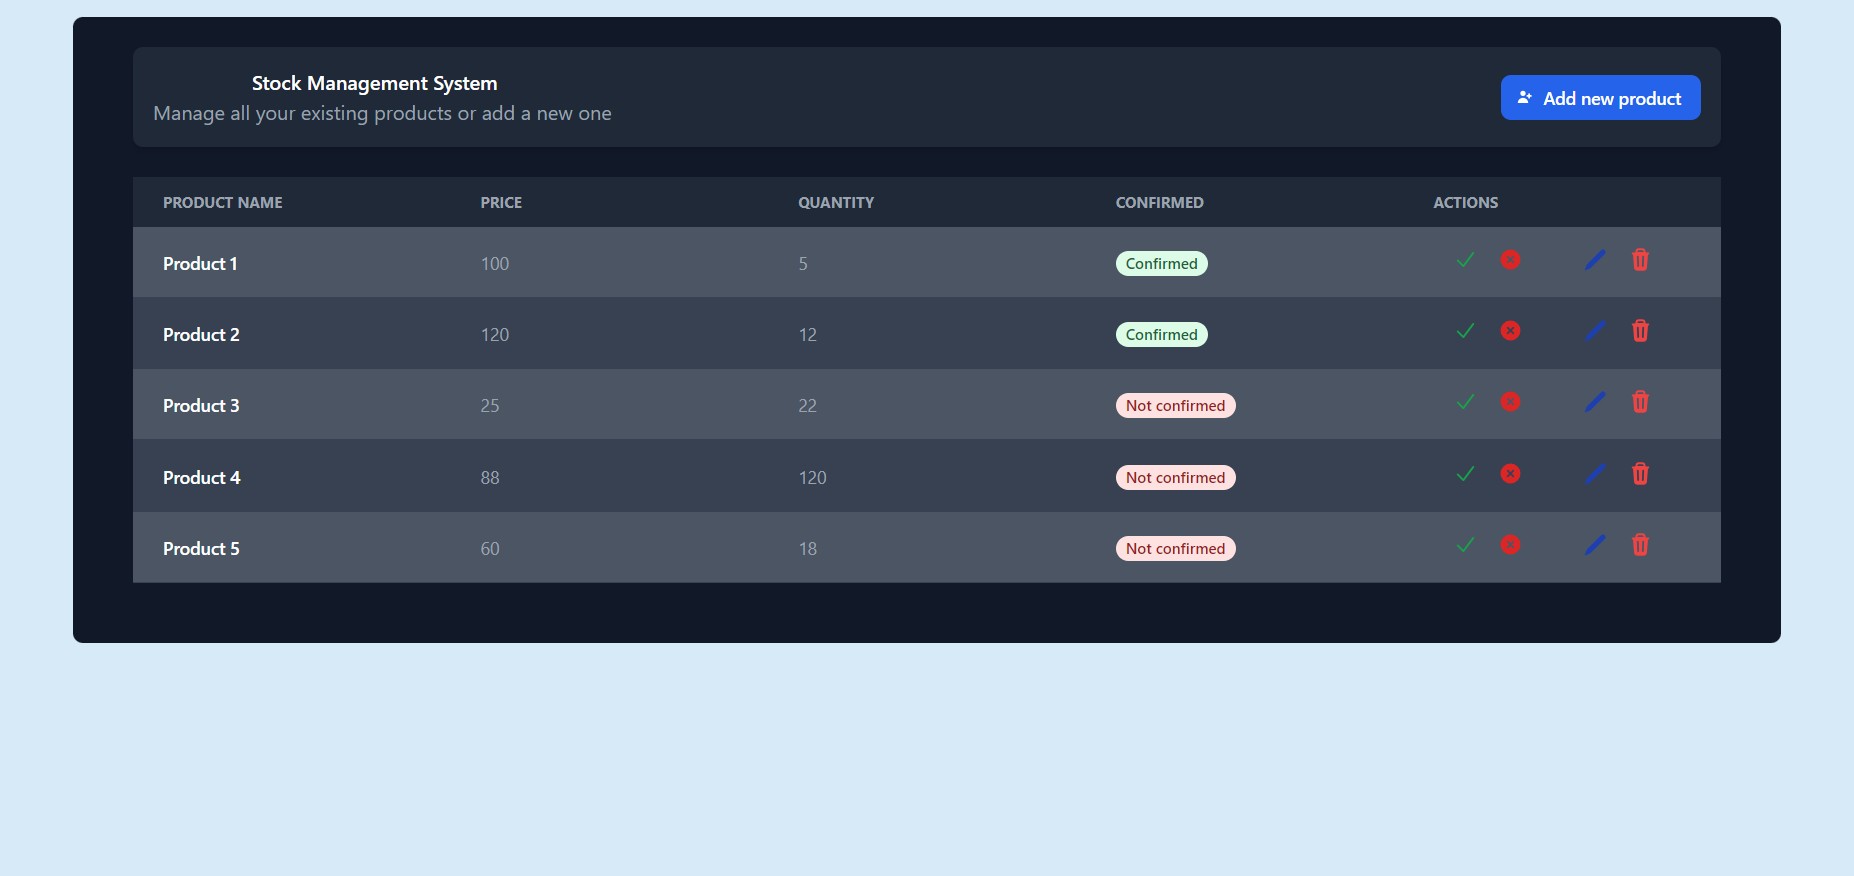 Stock Management System
Manage all your existing products or add a new one
Add new product
PRODUCT NAME PRICE QUANTITY CONFIRMED ACTIONS
Product 1 100 5 Confirmed
Product 2 120 12 Confirmed
Product 3 25 22 Not confirmed
Product 4 88 120 Not confirmed
Product 5 60 18 Not confirmed